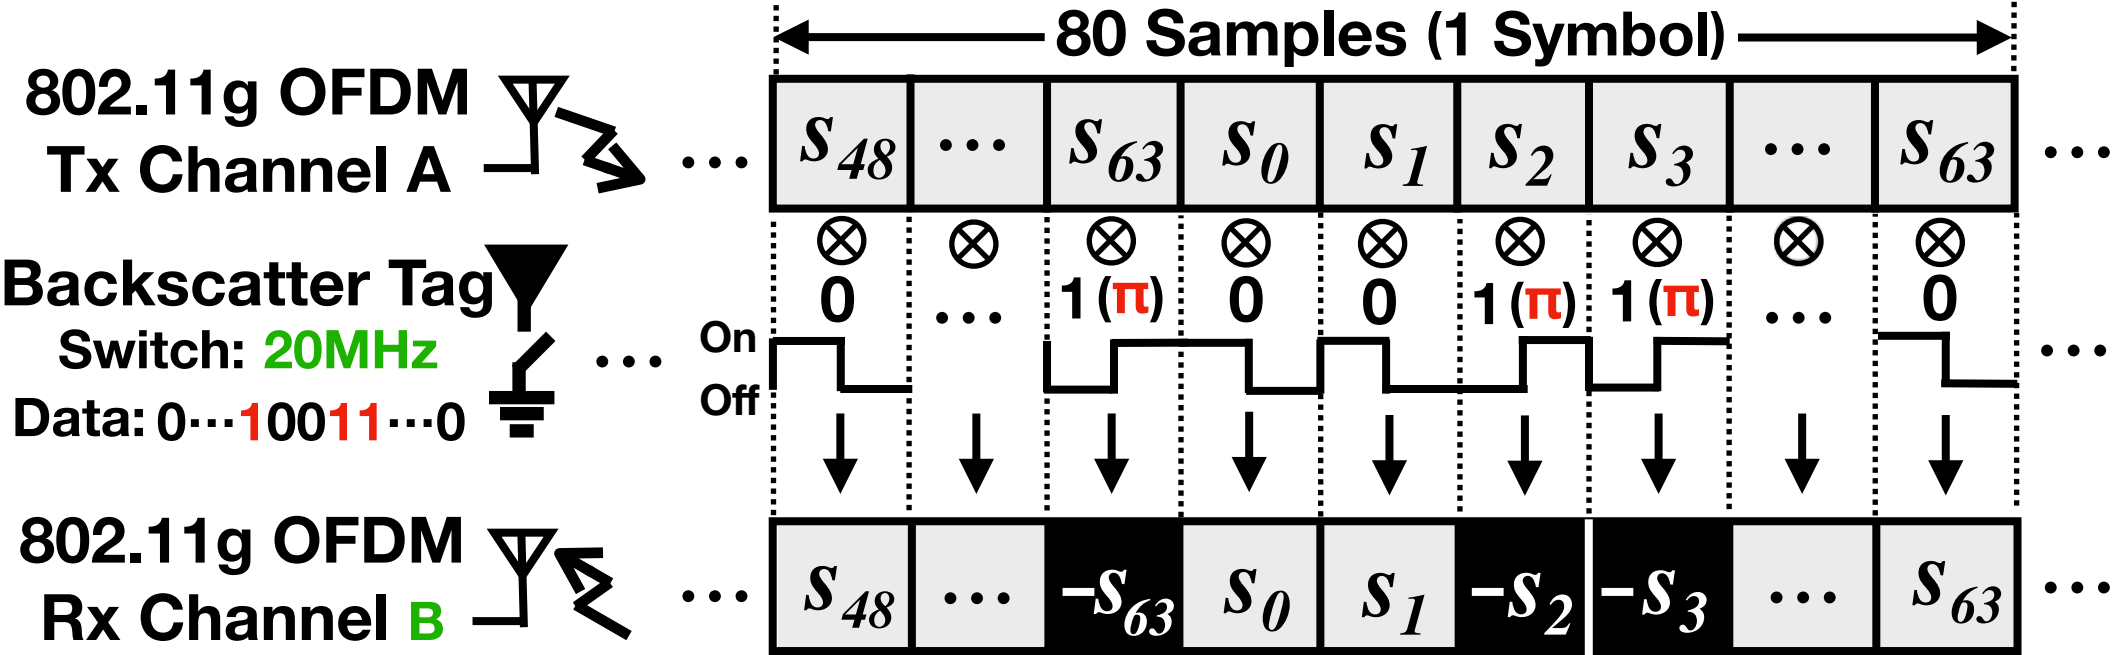 80 Samples (1 Symbol)
802.11g OFDM
Tx Channel A
... s48 ... s63 s0 s1 s2 s3 ... s63 ...
⊗ ⊗ ⊗ ⊗ ⊗ ⊗ ⊗ ⊗ ⊗
0 ... 1(π) 0 0 1(π) 1(π) ... 0
Backscatter Tag
Switch: 20MHz
Data: 0···10011···0
... On ...
Off
802.11g OFDM
Rx Channel B
... s48 ... −s63 s0 s1 −s2 −s3 ... s63 ...